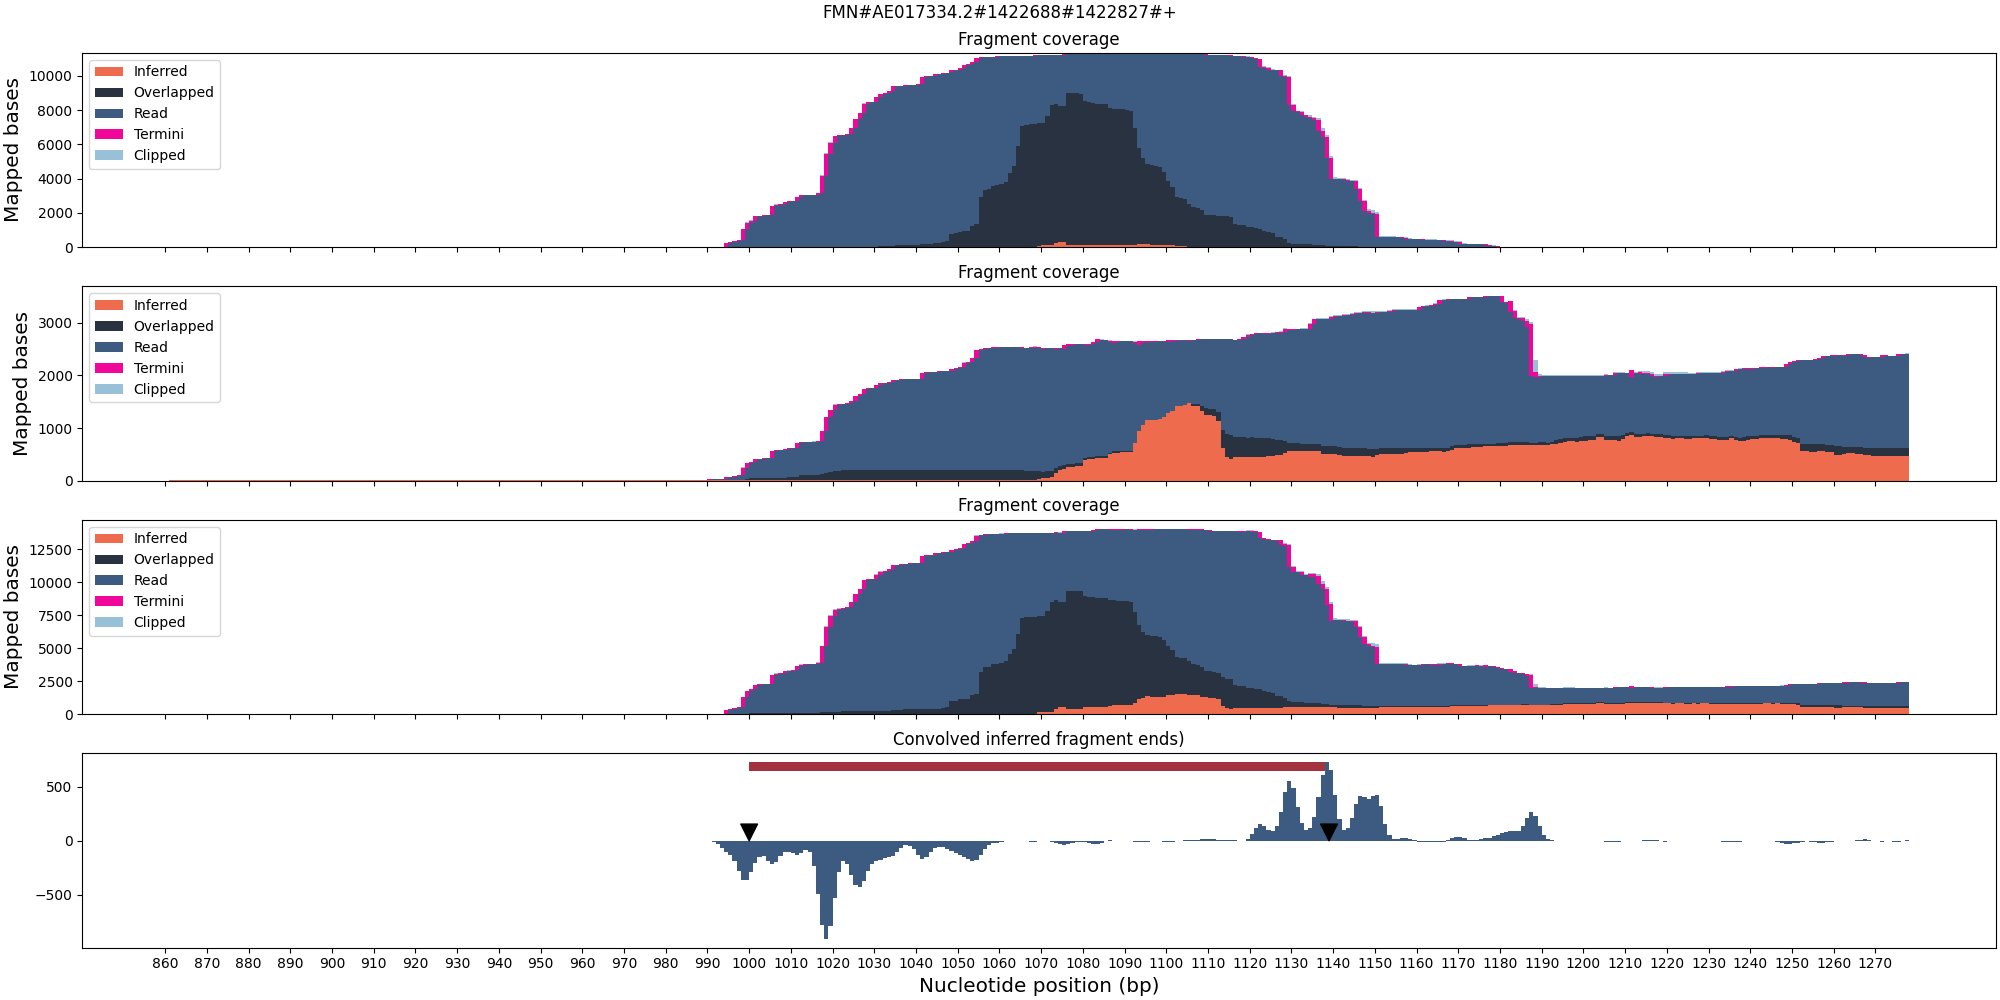 FMN#AE017334.2#1422688#1422827#+
Fragment coverage
Mapped bases
10000
8000
6000
4000
2000
0
Inferred
Overlapped
Read
Termini
Clipped
Fragment coverage
Mapped bases
3000
2000
1000
0
Inferred
Overlapped
Read
Termini
Clipped
Fragment coverage
Mapped bases
12500
10000
7500
5000
2500
0
Inferred
Overlapped
Read
Termini
Clipped
Convolved inferred fragment ends)
500
0
−500
860 870 880 890 900 910 920 930 940 950 960 970 980 990 1000 1010 1020 1030 1040 1050 1060 1070 1080 1090 1100 1110 1120 1130 1140 1150 1160 1170 1180 1190 1200 1210 1220 1230 1240 1250 1260 1270
Nucleotide position (bp)